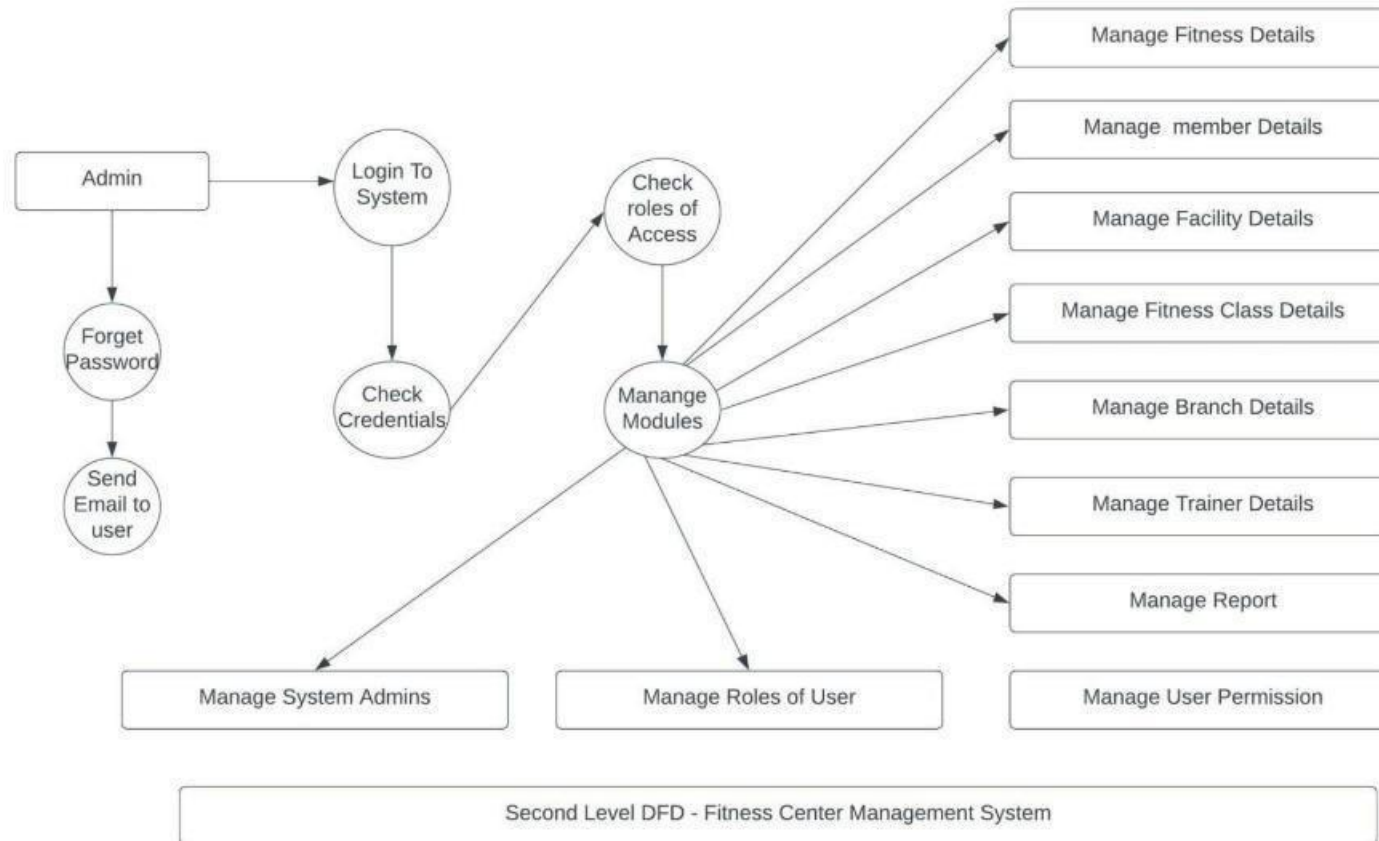 Manage Fitness Details
Manage member Details
Admin
Login To
System
Check
roles of
Access
Manage Facility Details
Manage Fitness Class Details
Forget
Password
Check
Credentials
Manange
Modules
Manage Branch Details
Send
Email to
user
Manage Trainer Details
Manage Report
Manage System Admins
Manage Roles of User
Manage User Permission
Second Level DFD - Fitness Center Management System